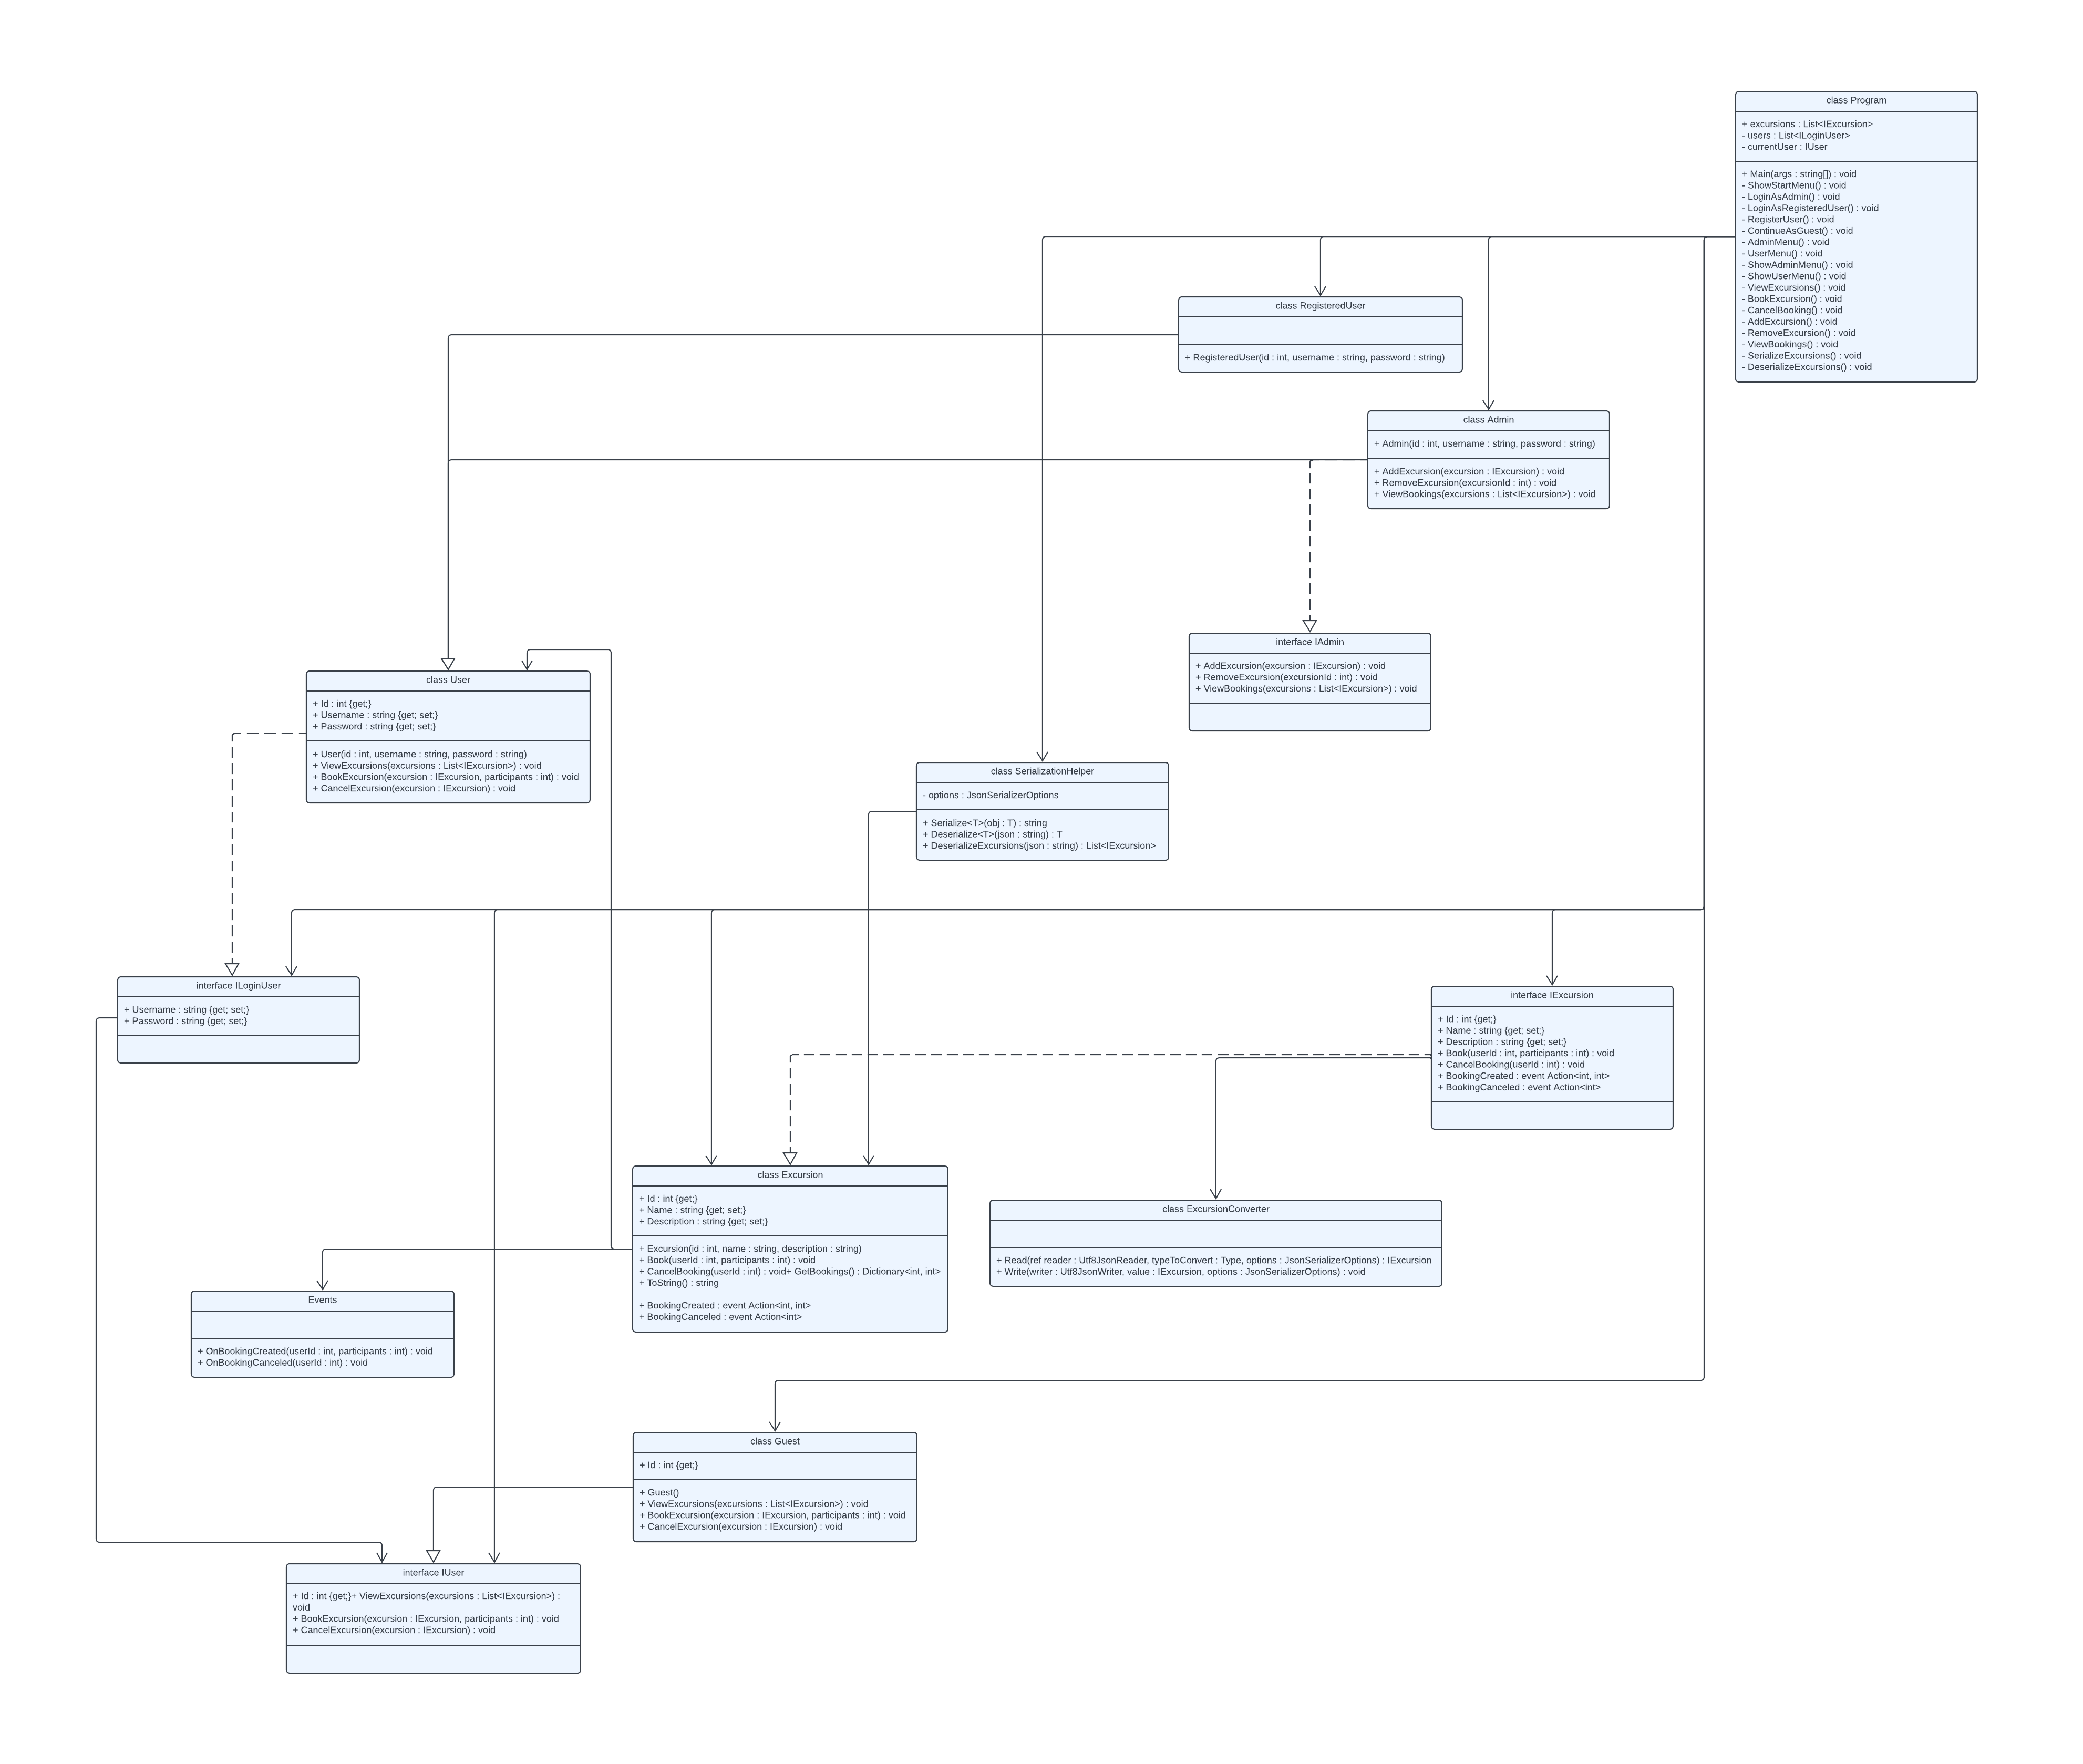 class Program
+ excursions : List<IExcursion>
- users : List<ILoginUser>
- currentUser : IUser
+ Main(args : string[]) : void
- ShowStartMenu() : void
- LoginAsAdmin() : void
- LoginAsRegisteredUser() : void
- RegisterUser() : void
- ContinueAsGuest() : void
- AdminMenu() : void
- UserMenu() : void
- ShowAdminMenu() : void
- ShowUserMenu() : void
- ViewExcursions() : void
- BookExcursion() : void
- CancelBooking() : void
- AddExcursion() : void
- RemoveExcursion() : void
- ViewBookings() : void
- SerializeExcursions() : void
- DeserializeExcursions() : void
class RegisteredUser
+ RegisteredUser(id : int, username : string, password : string)
class Admin
+ Admin(id : int, username : string, password : string)
+ AddExcursion(excursion : IExcursion) : void
+ RemoveExcursion(excursionId : int) : void
+ ViewBookings(excursions : List<IExcursion>) : void
interface IAdmin
+ AddExcursion(excursion : IExcursion) : void
+ RemoveExcursion(excursionId : int) : void
+ ViewBookings(excursions : List<IExcursion>) : void
class User
+ Id : int {get;}
+ Username : string {get; set;}
+ Password : string {get; set;}
+ User(id : int, username : string, password : string)
+ ViewExcursions(excursions : List<IExcursion>) : void
+ BookExcursion(excursion : IExcursion, participants : int) : void
+ CancelExcursion(excursion : IExcursion) : void
class SerializationHelper
- options : JsonSerializerOptions
+ Serialize<T>(obj : T) : string
+ Deserialize<T>(json : string) : T
+ DeserializeExcursions(json : string) : List<IExcursion>
interface ILoginUser
+ Username : string {get; set;}
+ Password : string {get; set;}
interface IExcursion
+ Id : int {get;}
+ Name : string {get; set;}
+ Description : string {get; set;}
+ Book(userId : int, participants : int) : void
+ CancelBooking(userId : int) : void
+ BookingCreated : event Action<int, int>
+ BookingCanceled : event Action<int>
class Excursion
+ Id : int {get;}
+ Name : string {get; set;}
+ Description : string {get; set;}
+ Excursion(id : int, name : string, description : string)
+ Book(userId : int, participants : int) : void
+ CancelBooking(userId : int) : void+ GetBookings() : Dictionary<int, int>
+ ToString() : string
+ BookingCreated : event Action<int, int>
+ BookingCanceled : event Action<int>
class ExcursionConverter
+ Read(ref reader : Utf8JsonReader, typeToConvert : Type, options : JsonSerializerOptions) : IExcursion
+ Write(writer : Utf8JsonWriter, value : IExcursion, options : JsonSerializerOptions) : void
Events
+ OnBookingCreated(userId : int, participants : int) : void
+ OnBookingCanceled(userId : int) : void
class Guest
+ Id : int {get;}
+ Guest()
+ ViewExcursions(excursions : List<IExcursion>) : void
+ BookExcursion(excursion : IExcursion, participants : int) : void
+ CancelExcursion(excursion : IExcursion) : void
interface IUser
+ Id : int {get;}+ ViewExcursions(excursions : List<IExcursion>) :
void
+ BookExcursion(excursion : IExcursion, participants : int) : void
+ CancelExcursion(excursion : IExcursion) : void